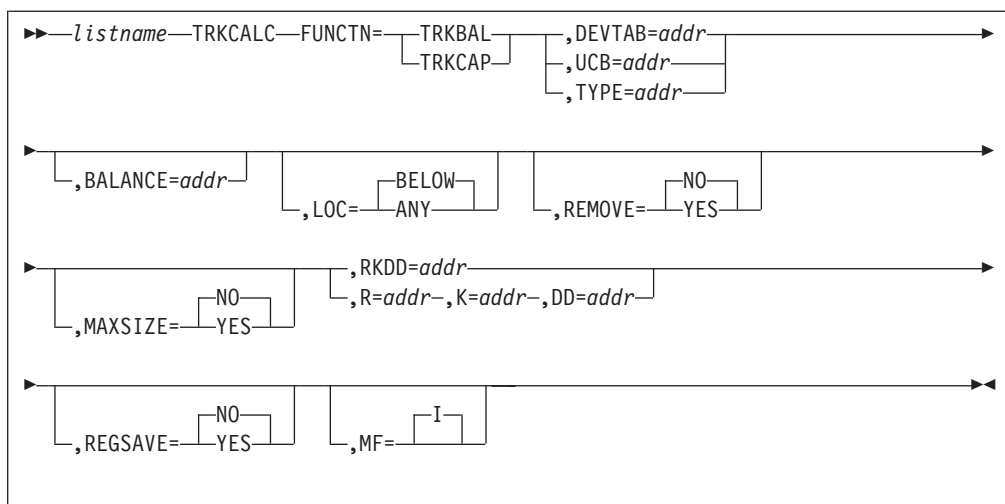 listname TRKCALC FUNCTN= TRKBAL ,DEVTAB=addr
TRKCAP ,UCB=addr
,TYPE=addr
,BALANCE=addr ,LOC= BELOW ,REMOVE= NO
ANY YES
,MAXSIZE= NO ,RKDD=addr
YES ,R=addr ,K=addr ,DD=addr
,REGSAVE= NO ,MF= I
YES